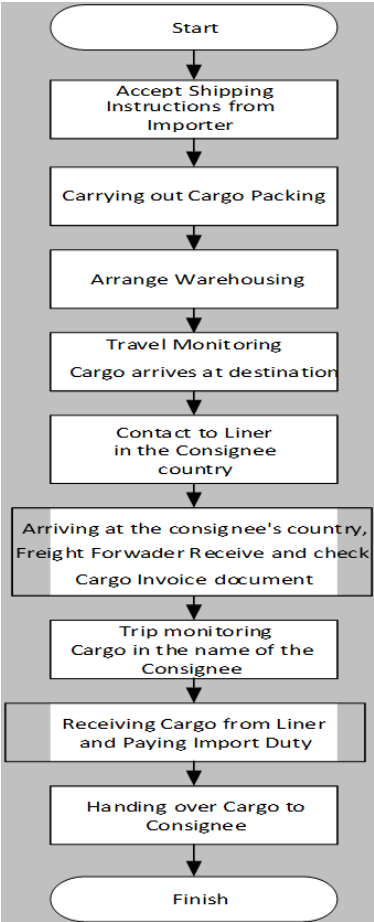 Start
Accept Shipping
Instructions from
Importer
Carrying out Cargo Packing
Arrange Warehousing
Travel Monitoring
Cargo arrives at destination
Contact to Liner
in the Consignee
country
Arriving at the consignee's country,
Freight Forwader Receive and check
Cargo Invoice document
Trip monitoring
Cargo in the name of the
Consignee
Receiving Cargo from Liner
and Paying Import Duty
Handing over Cargo to
Consignee
Finish